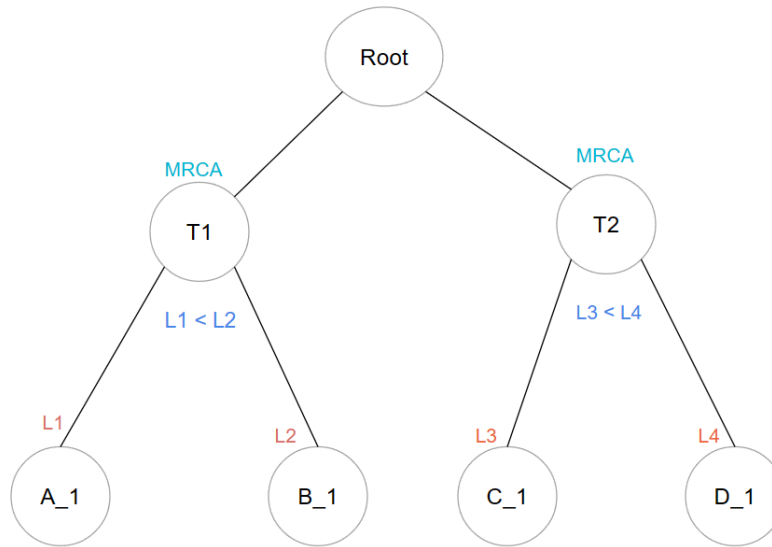 Root
MRCA
MRCA
T1
T2
L1 < L2
L3 < L4
L1
L2
L3
L4
A_1
B_1
C_1
D_1